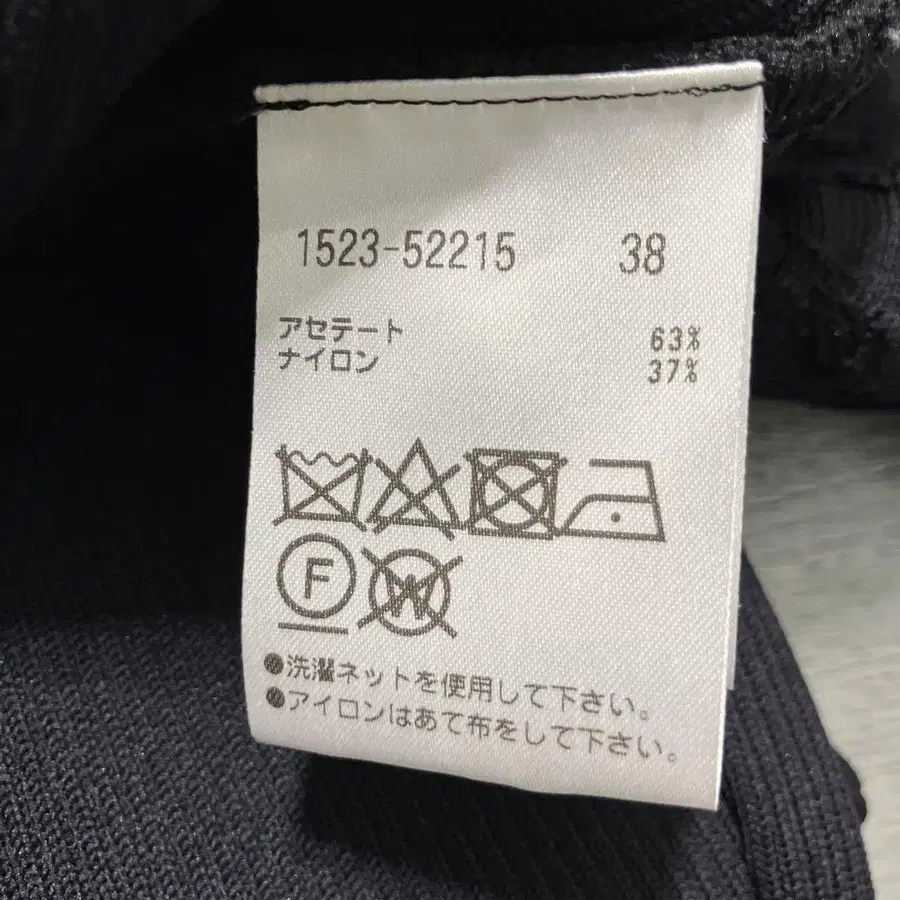 1523-52215 38
アセテート 63%
ナイロン 37%
F W
●洗濯ネットを使用して下さい。
●アイロンはあて布をして下さい。